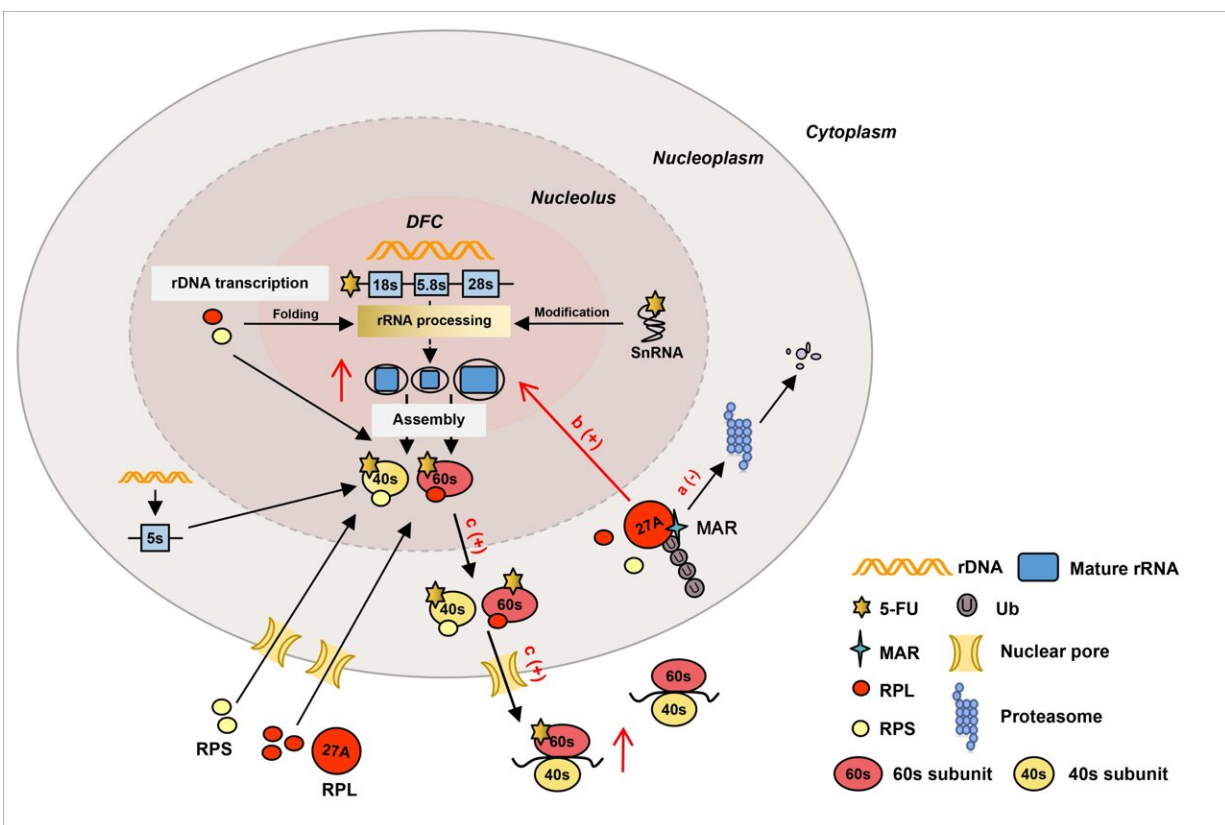 Cytoplasm
Nucleoplasm
Nucleolus
DFC
rDNA transcription
18s
5.8s
28s
Folding
rRNA processing
Modification
SnRNA
Assembly
b (+)
a (-)
40s
60s
27A
MAR
U
U
U
U
5s
c (+)
40s
60s
c (+)
RPS
27A
RPL
60s
40s
60s
40s
rDNA
Mature rRNA
5-FU
U
Ub
MAR
Nuclear pore
RPL
RPS
Proteasome
60s
60s subunit
40s
40s subunit